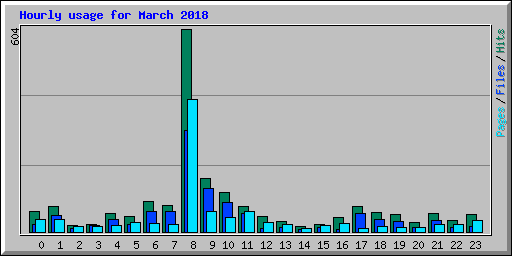 Hourly usage for March 2018
604
Pages / Files / Hits
0 1 2 3 4 5 6 7 8 9 10 11 12 13 14 15 16 17 18 19 20 21 22 23